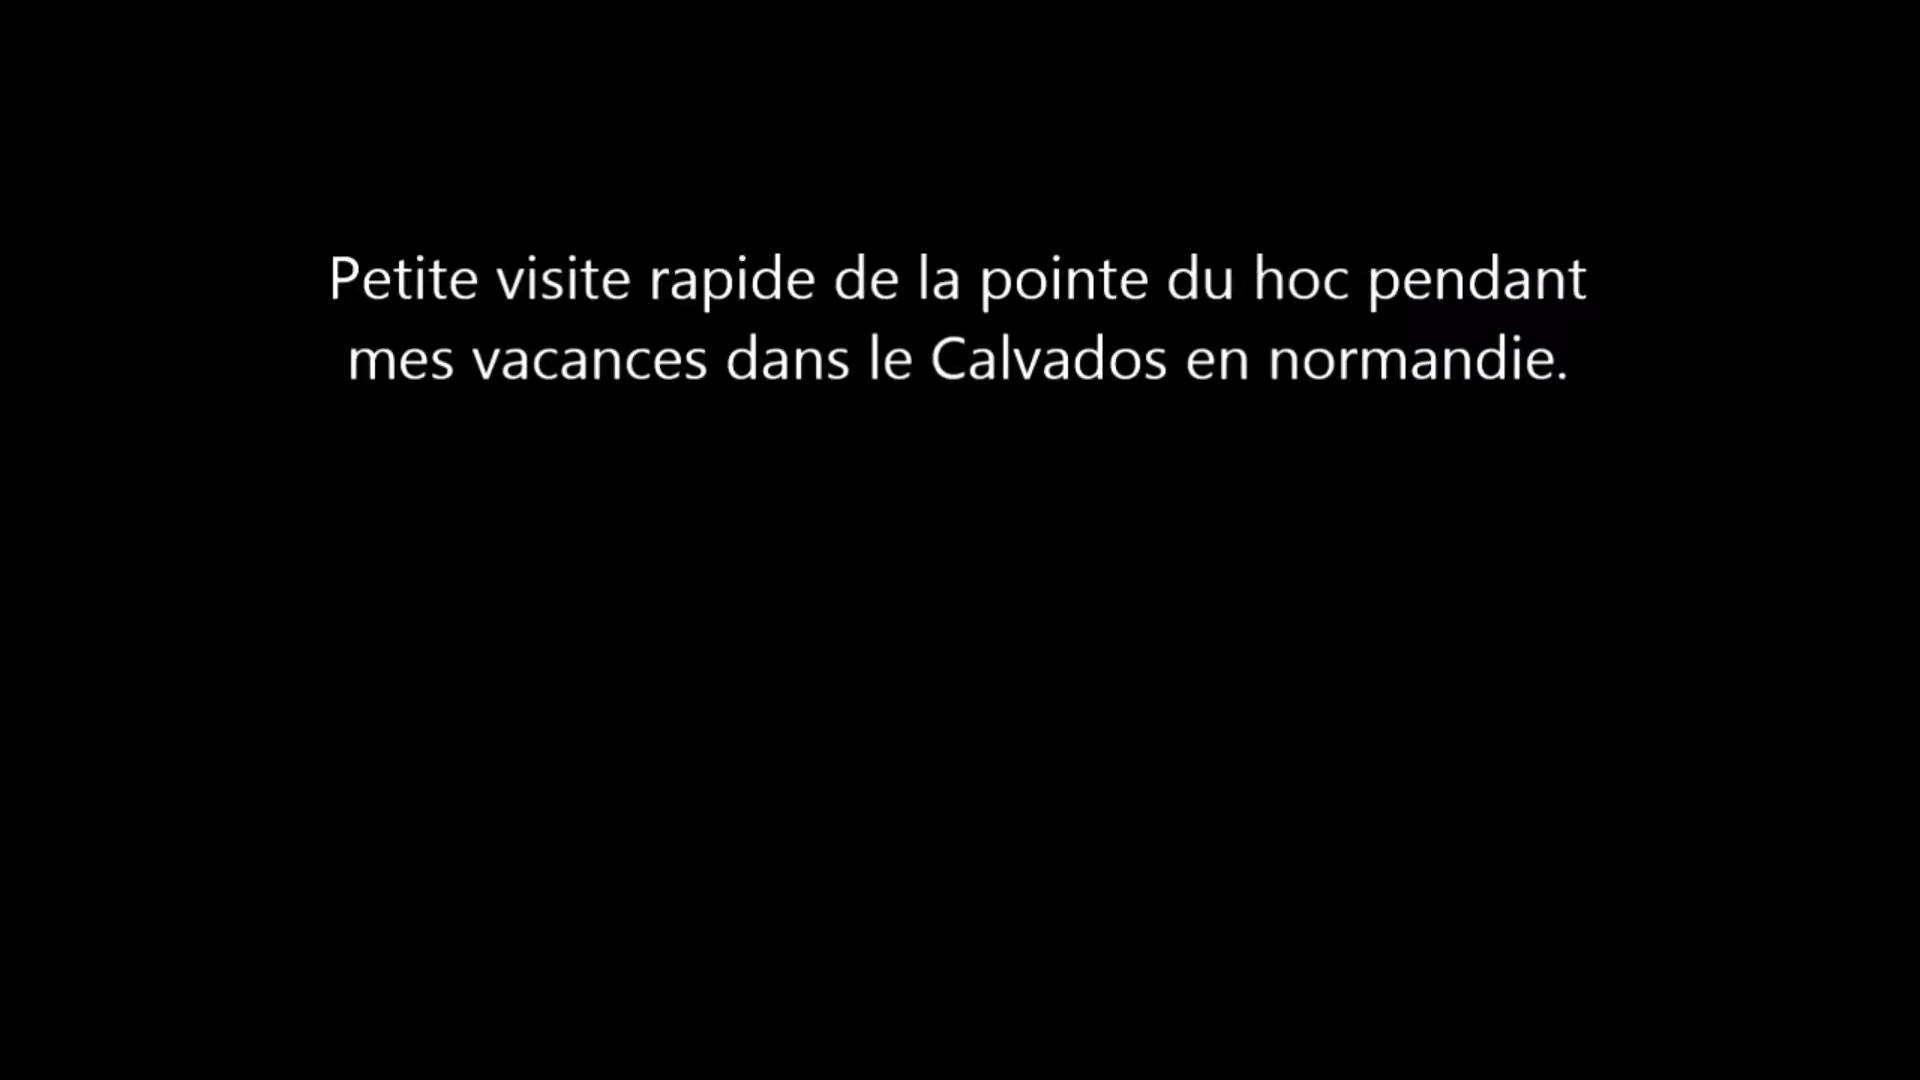 Petite visite rapide de la pointe du hoc pendant
mes vacances dans le Calvados en normandie.